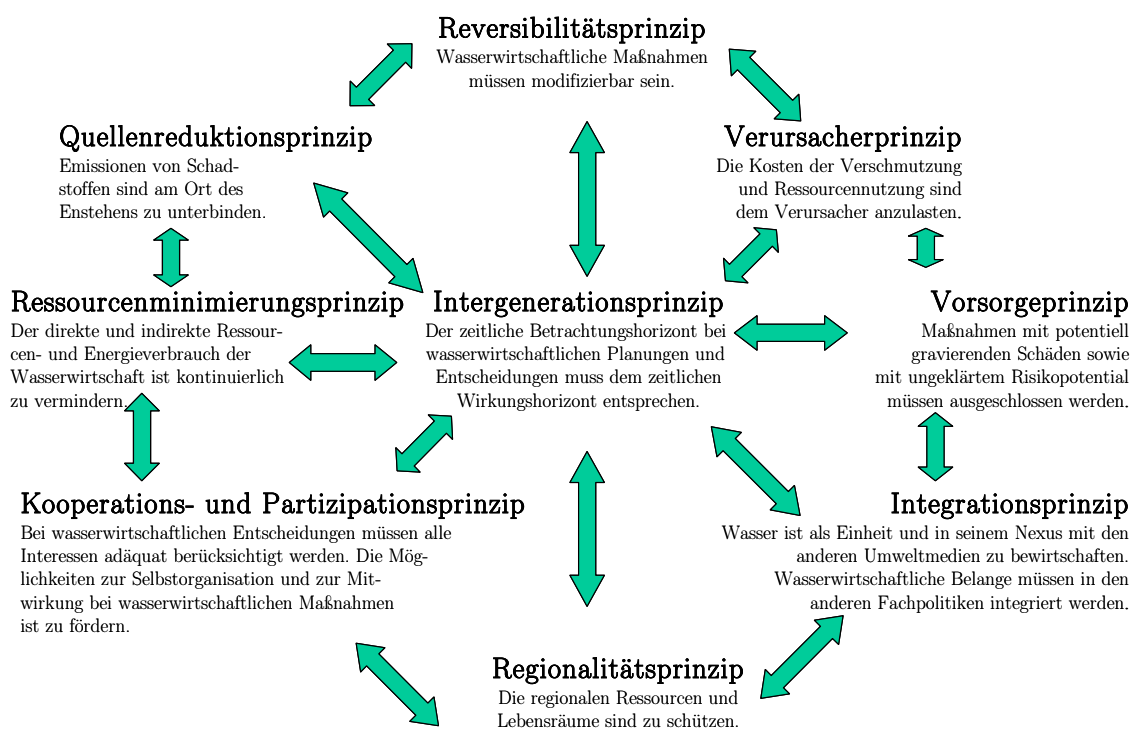 Reversibilitätsprinzip
Wasserwirtschaftliche Maßnahmen
müssen modifizierbar sein.
Quellenreduktionsprinzip
Emissionen von Schad-
stoffen sind am Ort des
Enstehens zu unterbinden.
Verursacherprinzip
Die Kosten der Verschmutzung
und Ressourcennutzung sind
dem Verursacher anzulasten.
Ressourcenminimierungsprinzip
Der direkte und indirekte Ressour-
cen- und Energieverbrauch der
Wasserwirtschaft ist kontinuierlich
zu vermindern.
Intergenerationsprinzip
Der zeitliche Betrachtungshorizont bei
wasserwirtschaftlichen Planungen und
Entscheidungen muss dem zeitlichen
Wirkungshorizont entsprechen.
Vorsorgeprinzip
Maßnahmen mit potentiell
gravierenden Schäden sowie
mit ungeklärtem Risikopotential
müssen ausgeschlossen werden.
Kooperations- und Partizipationsprinzip
Bei wasserwirtschaftlichen Entscheidungen müssen alle
Interessen adäquat berücksichtigt werden. Die Mög-
lichkeiten zur Selbstorganisation und zur Mit-
wirkung bei wasserwirtschaftlichen Maßnahmen
ist zu fördern.
Integrationsprinzip
Wasser ist als Einheit und in seinem Nexus mit den
anderen Umweltmedien zu bewirtschaften.
Wasserwirtschaftliche Belange müssen in den
anderen Fachpolitiken integriert werden.
Regionalitätsprinzip
Die regionalen Ressourcen und
Lebensräume sind zu schützen.